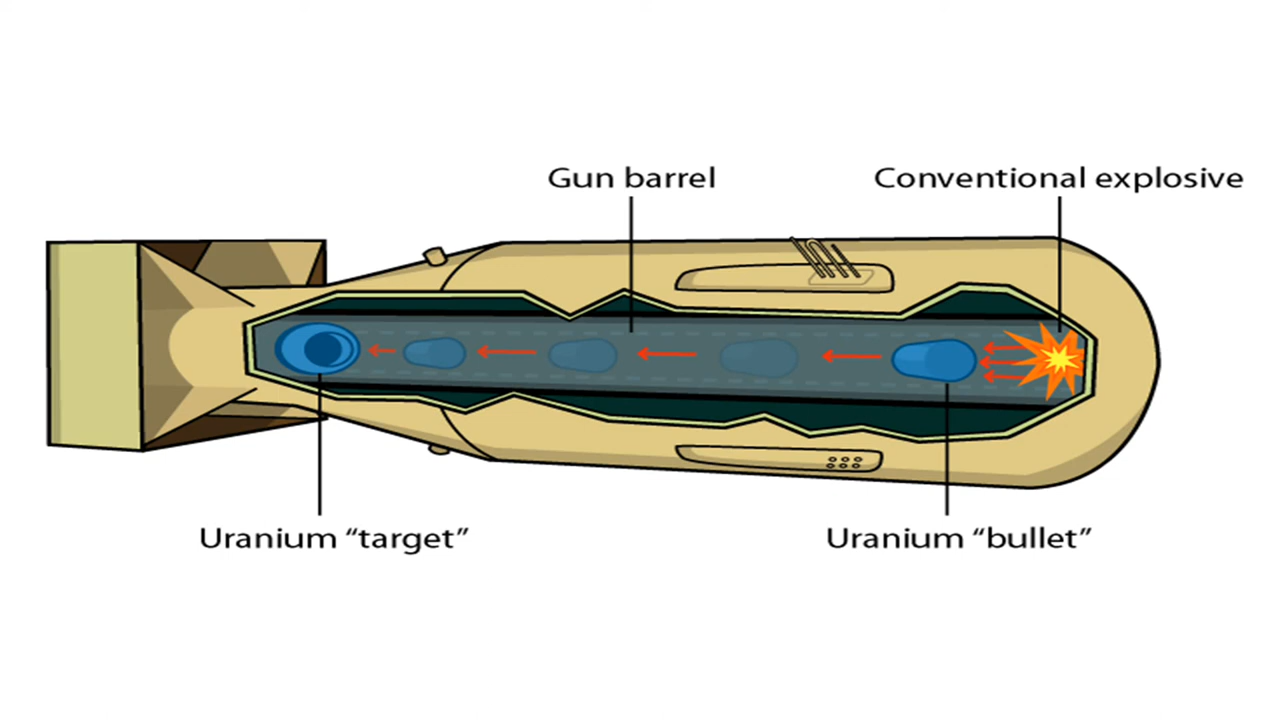 Gun barrel
Conventional explosive
Uranium “target”
Uranium “bullet”